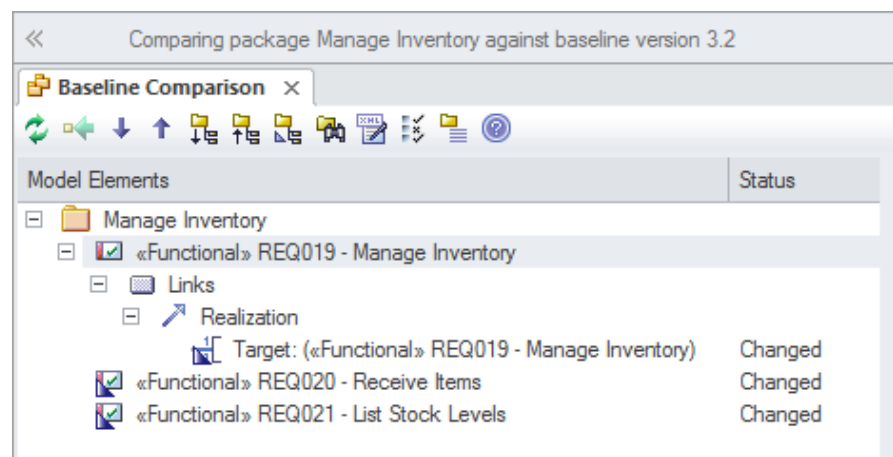 Comparing package Manage Inventory against baseline version 3.2
Baseline Comparison
Model Elements Status
Manage Inventory
«Functional» REQ019 - Manage Inventory
Links
Realization
Target: («Functional» REQ019 - Manage Inventory) Changed
«Functional» REQ020 - Receive Items Changed
«Functional» REQ021 - List Stock Levels Changed